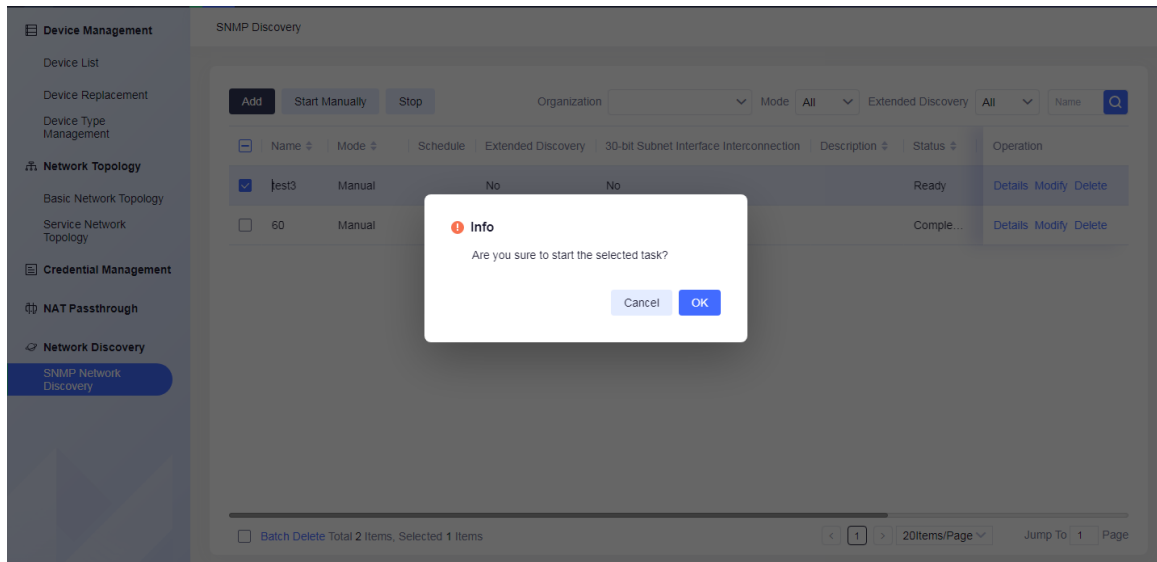 Device Management
Device List
Device Replacement
Device Type
Management
Network Topology
Basic Network Topology
Service Network
Topology
Credential Management
NAT Passthrough
Network Discovery
SNMP Network
Discovery
SNMP Discovery
Add Start Manually Stop Organization Mode All Extended Discovery All Name
Name Mode Schedule Extended Discovery 30-bit Subnet Interface Interconnection Description Status Operation
test3 Manual No No Ready Details Modify Delete
60 Manual Comple... Details Modify Delete
Info
Are you sure to start the selected task?
Cancel OK
Batch Delete Total 2 Items, Selected 1 Items < 1 > 20Items/Page Jump To 1 Page